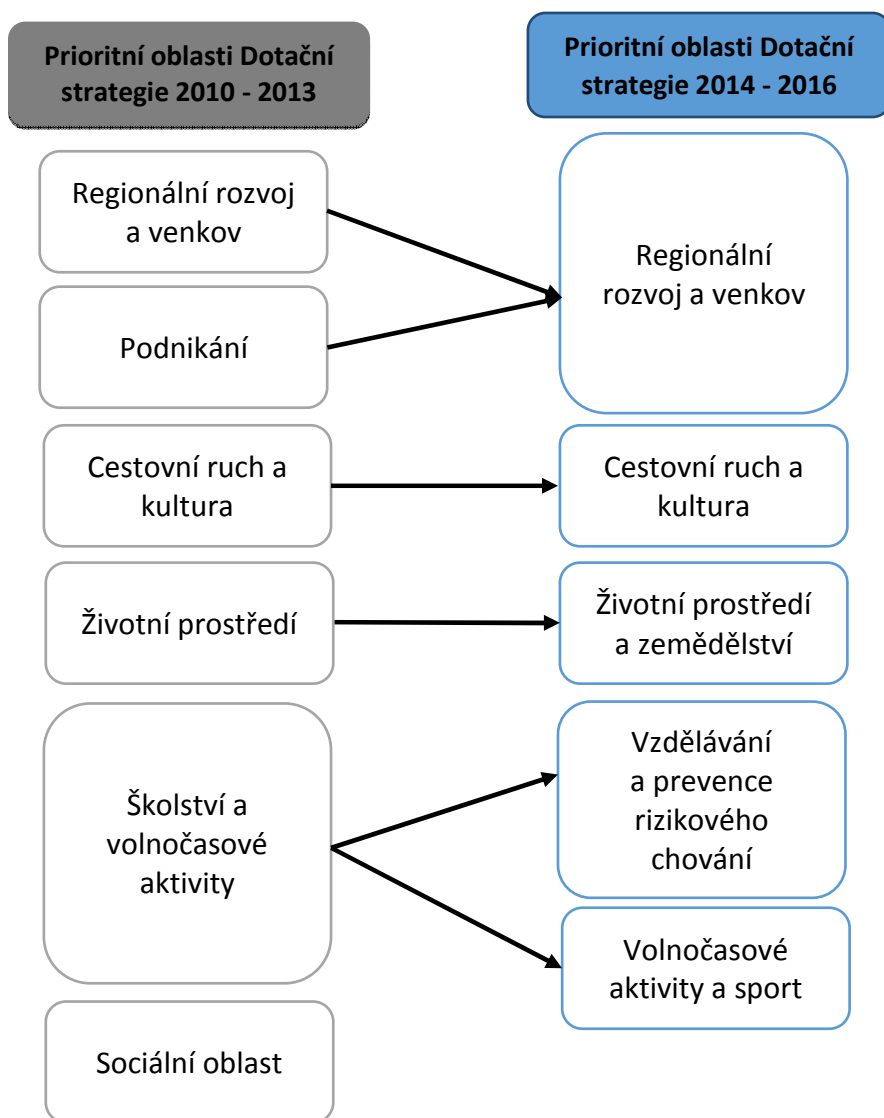 Prioritní oblasti Dotační
strategie 2010 - 2013
Regionální rozvoj
a venkov
Podnikání
Cestovní ruch a
kultura
Životní prostředí
Školství a
volnočasové
aktivity
Sociální oblast
Prioritní oblasti Dotační
strategie 2014 - 2016
Regionální
rozvoj a venkov
Cestovní ruch a
kultura
Životní prostředí
a zemědělství
Vzdělávání
a prevence
rizikového
chování
Volnočasové
aktivity a sport